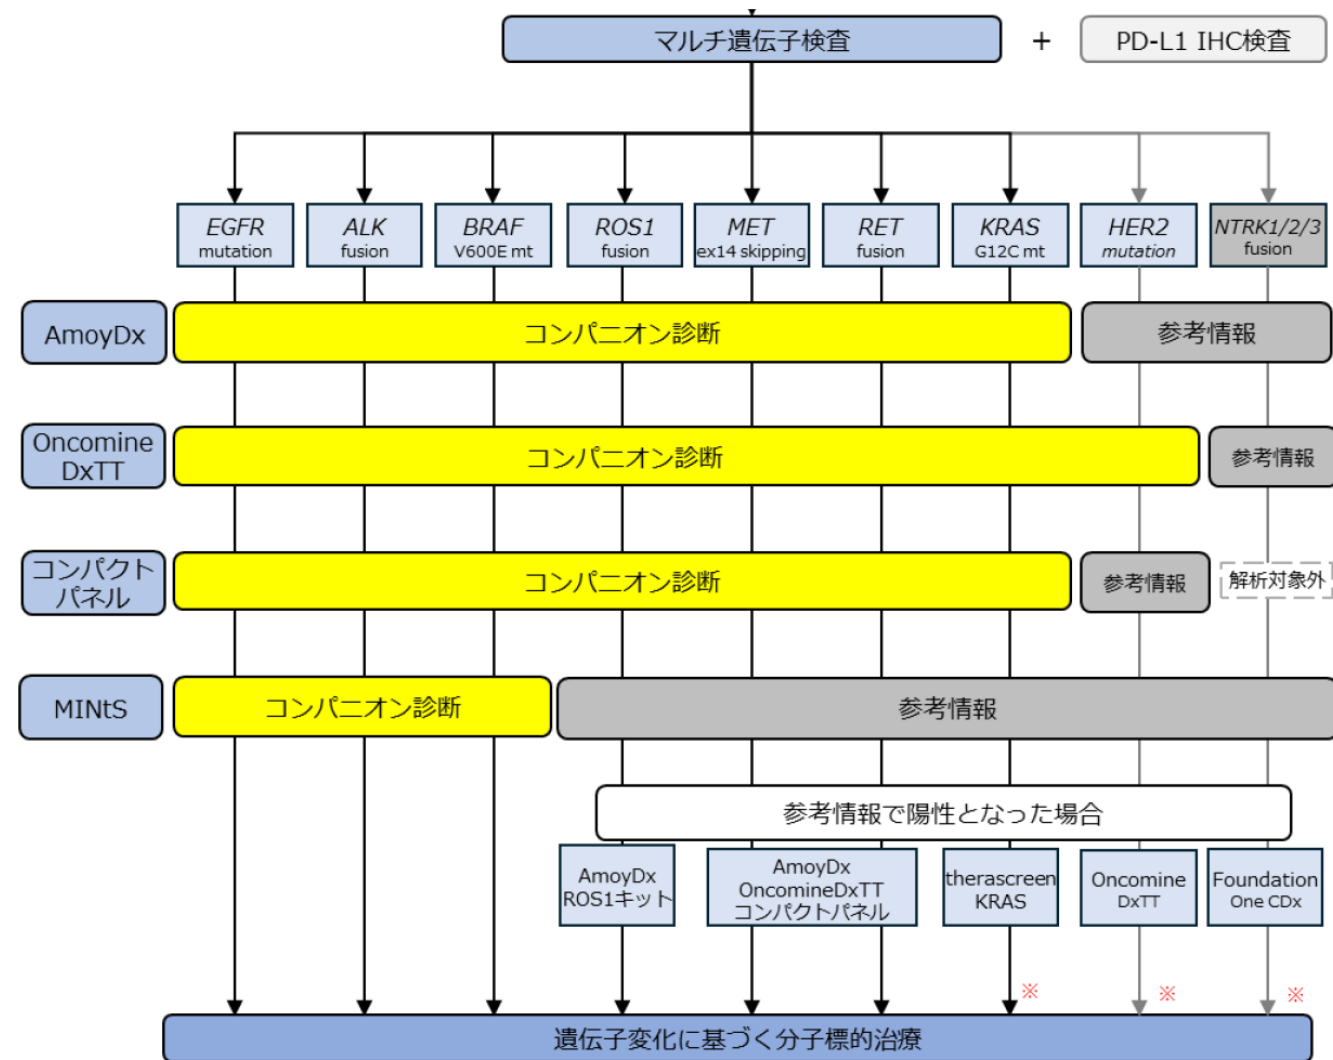 マルチ遺伝子検査 + PD-L1 IHC検査
EGFR
mutation
ALK
fusion
BRAF
V600E mt
ROS1
fusion
MET
ex14 skipping
RET
fusion
KRAS
G12C mt
HER2
mutation
NTRK1/2/3
fusion
AmoyDx
コンパニオン診断
参考情報
Oncomine
DxTT
コンパニオン診断
参考情報
コンパクト
パネル
コンパニオン診断
参考情報
解析対象外
MINtS
コンパニオン診断
参考情報
参考情報で陽性となった場合
AmoyDx
ROS1キット
AmoyDx
OncomineDxTT
コンパクトパネル
therascreen
KRAS
Oncomine
DxTT
Foundation
One CDx
※
※
※
遺伝子変化に基づく分子標的治療